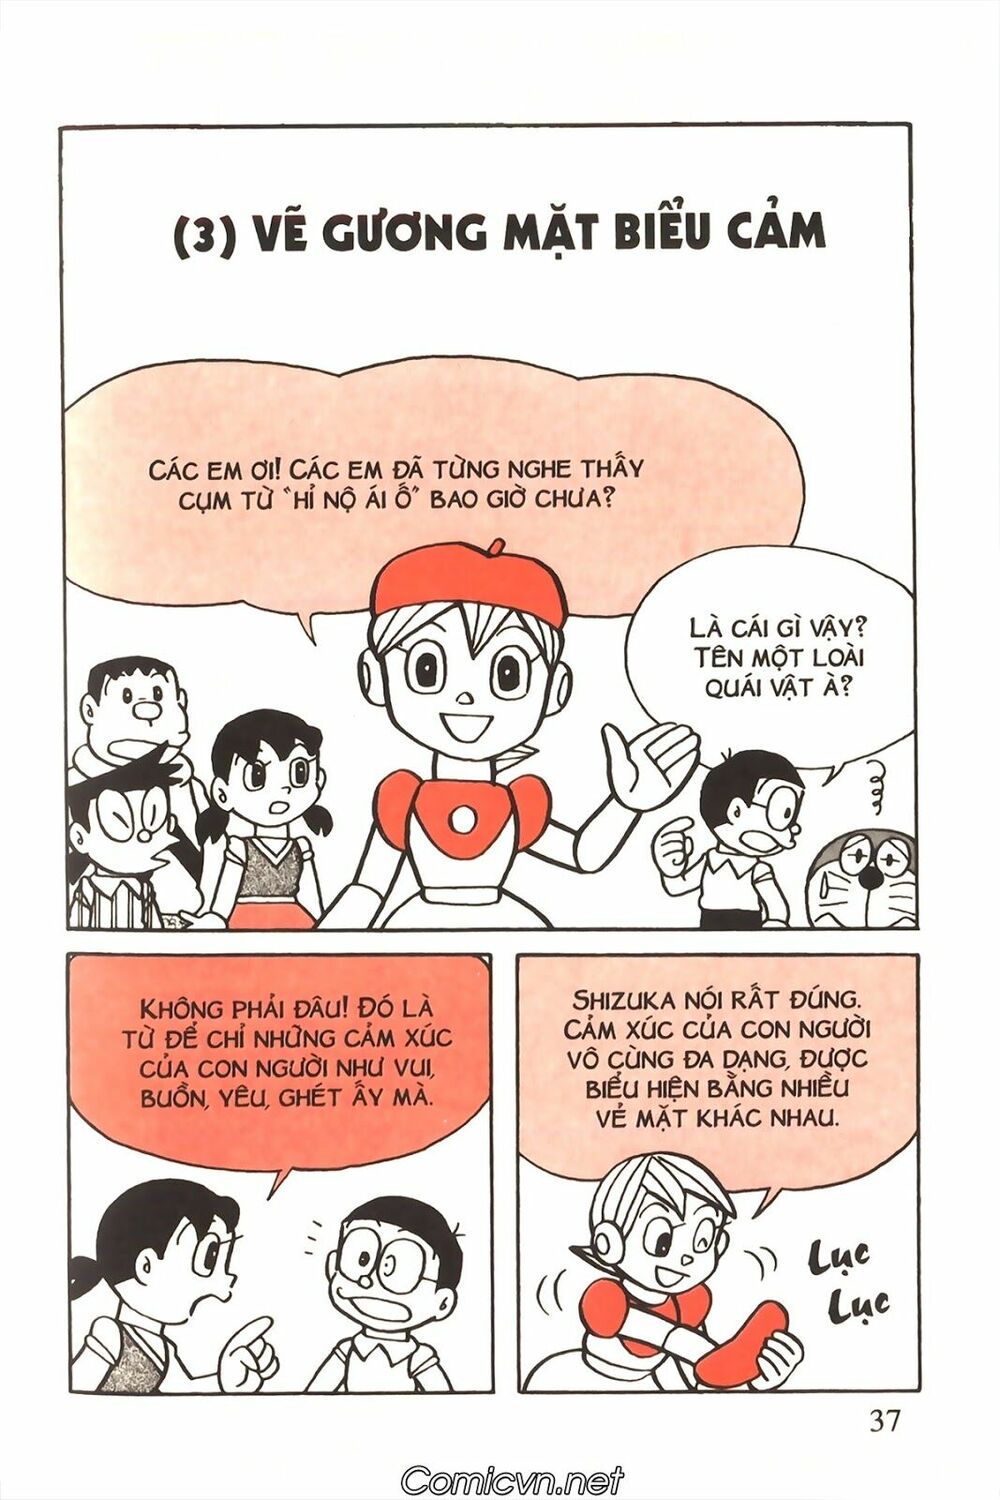 (3) VẼ GƯƠNG MẶT BIỂU CẢM
CÁC EM ƠI! CÁC EM ĐÃ TỪNG NGHE THẤY
CỤM TỪ "HỈ NỘ ÁI Ố" BAO GIỜ CHƯA?
LÀ CÁI GÌ VẬY?
TÊN MỘT LOÀI
QUÁI VẬT À?
KHÔNG PHẢI ĐÂU! ĐÓ LÀ
TỪ ĐỂ CHỈ NHỮNG CẢM XÚC
CỦA CON NGƯỜI NHƯ VUI,
BUỒN, YÊU, GHÉT ẤY MÀ.
SHIZUKA NÓI RẤT ĐÚNG.
CẢM XÚC CỦA CON NGƯỜI
VÔ CÙNG ĐA DẠNG, ĐƯỢC
BIỂU HIỆN BẰNG NHIỀU
VẺ MẶT KHÁC NHAU.
LỤC
LỤC
37
Comicvn.net